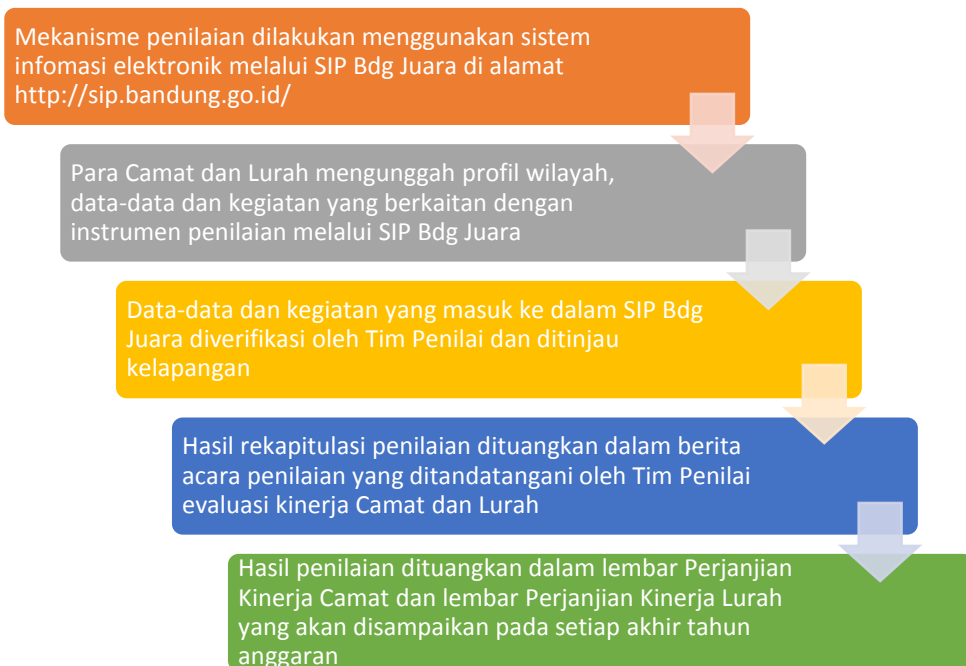 Mekanisme penilaian dilakukan menggunakan sistem
infomasi elektronik melalui SIP Bdg Juara di alamat
http://sip.bandung.go.id/
Para Camat dan Lurah mengunggah profil wilayah,
data-data dan kegiatan yang berkaitan dengan
instrumen penilaian melalui SIP Bdg Juara
Data-data dan kegiatan yang masuk ke dalam SIP Bdg
Juara diverifikasi oleh Tim Penilai dan ditinjau
kelapangan
Hasil rekapitulasi penilaian dituangkan dalam berita
acara penilaian yang ditandatangani oleh Tim Penilai
evaluasi kinerja Camat dan Lurah
Hasil penilaian dituangkan dalam lembar Perjanjian
Kinerja Camat dan lembar Perjanjian Kinerja Lurah
yang akan disampaikan pada setiap akhir tahun
anggaran